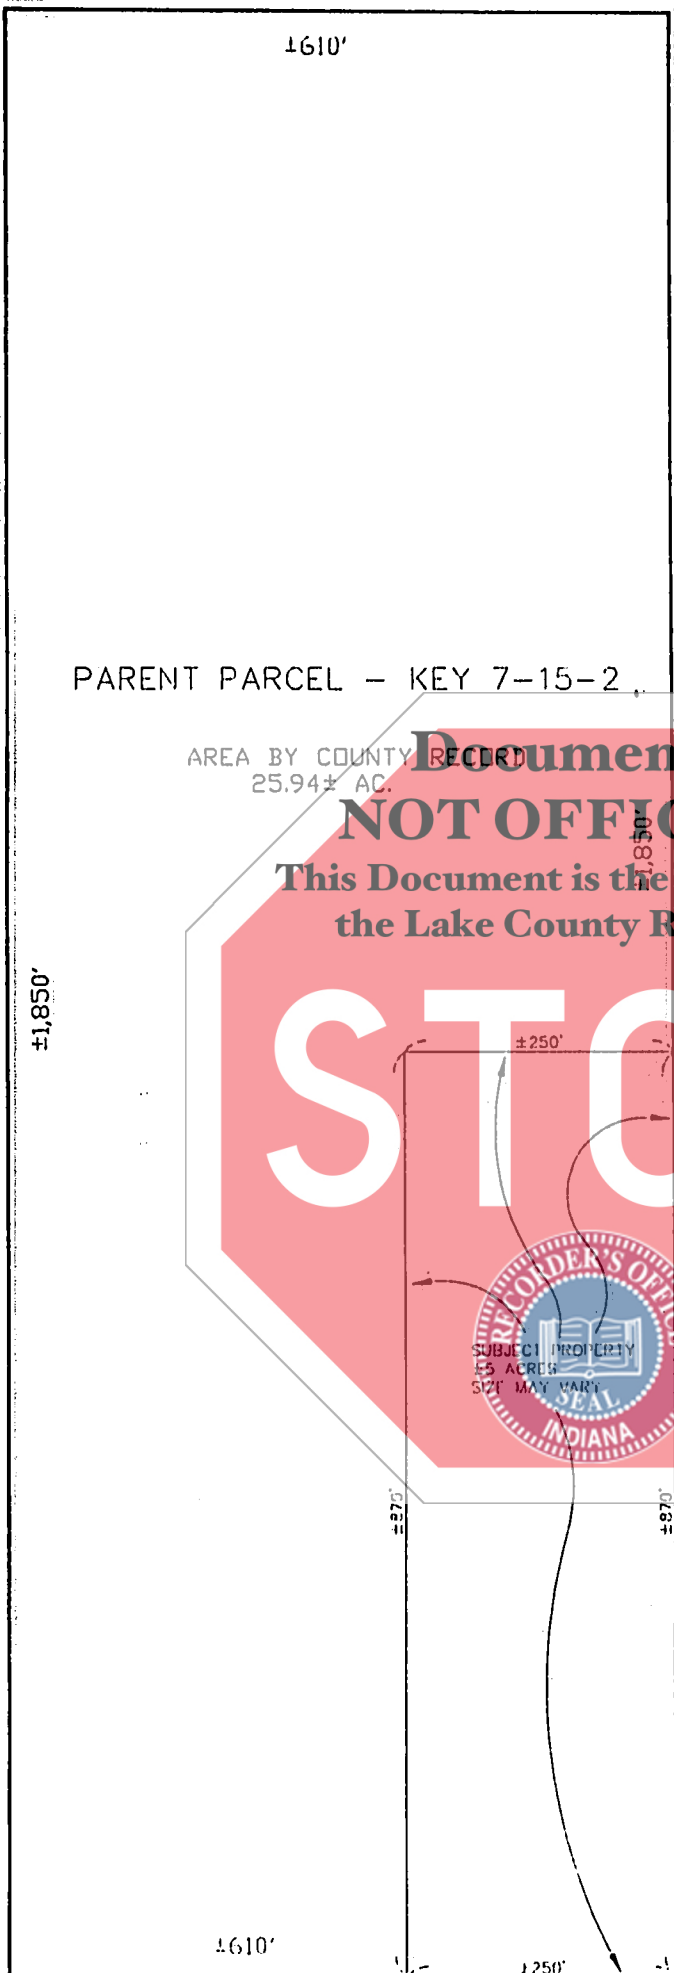 ±610'
PARENT PARCEL - KEY 7-15-2
AREA BY COUNTY RECORD
25.94± AC.
Documen
NOT OFFIC
This Document is the
the Lake County R
±1,850'
±1,850'
STO
±250'
RECORDER'S OFFICE
SUBJECT PROPERTY
±5 ACRES
SIZE MAY VARY
SEAL
INDIANA
±870'
±870'
±610'
±250'